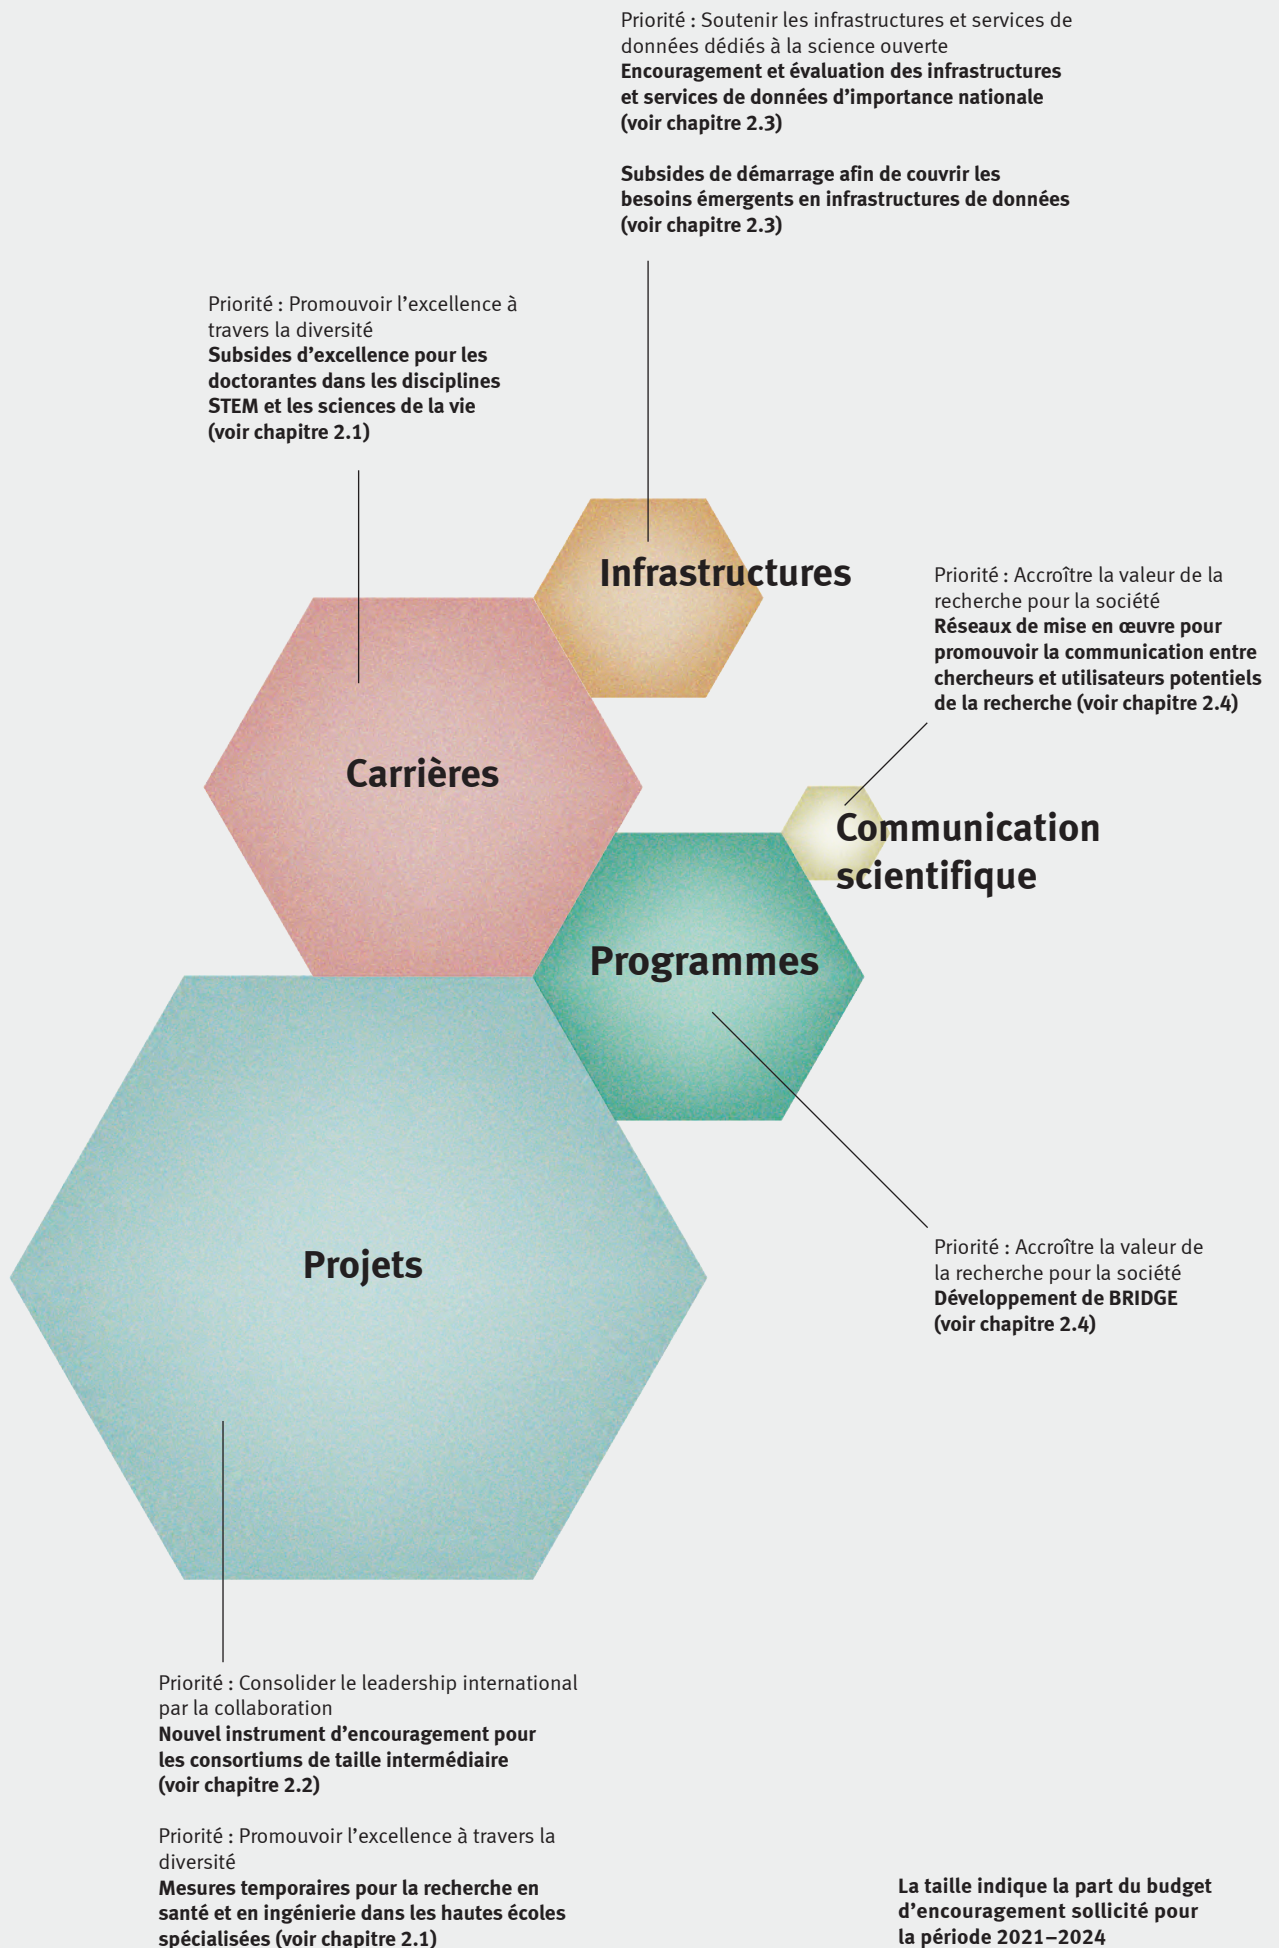 Priorité : Soutenir les infrastructures et services de
données dédiés à la science ouverte
Encouragement et évaluation des infrastructures
et services de données d’importance nationale
(voir chapitre 2.3)
Subsides de démarrage afin de couvrir les
besoins émergents en infrastructures de données
(voir chapitre 2.3)
Priorité : Promouvoir l’excellence à
travers la diversité
Subsides d’excellence pour les
doctorantes dans les disciplines
STEM et les sciences de la vie
(voir chapitre 2.1)
Infrastructures
Priorité : Accroître la valeur de la
recherche pour la société
Réseaux de mise en œuvre pour
promouvoir la communication entre
chercheurs et utilisateurs potentiels
de la recherche (voir chapitre 2.4)
Carrières
Communication
scientifique
Programmes
Projets
Priorité : Accroître la valeur de
la recherche pour la société
Développement de BRIDGE
(voir chapitre 2.4)
Priorité : Consolider le leadership international
par la collaboration
Nouvel instrument d’encouragement pour
les consortiums de taille intermédiaire
(voir chapitre 2.2)
Priorité : Promouvoir l’excellence à travers la
diversité
Mesures temporaires pour la recherche en
santé et en ingénierie dans les hautes écoles
spécialisées (voir chapitre 2.1)
La taille indique la part du budget
d’encouragement sollicité pour
la période 2021–2024